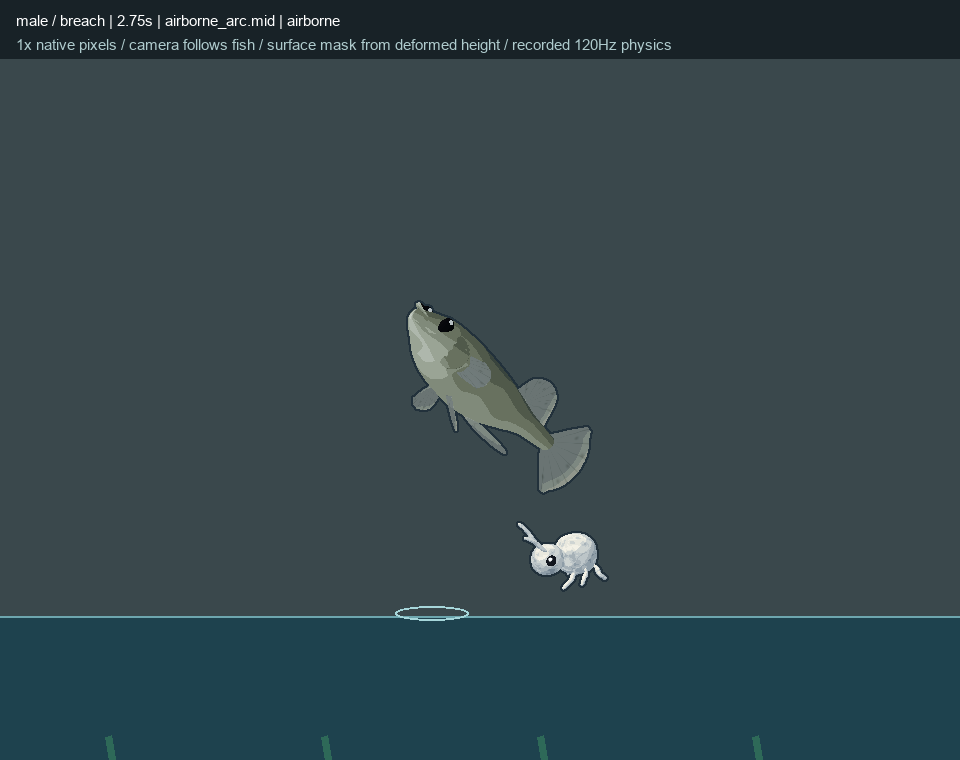 male / breach | 2.75s | airborne_arc.mid | airborne
1x native pixels / camera follows fish / surface mask from deformed height / recorded 120Hz physics